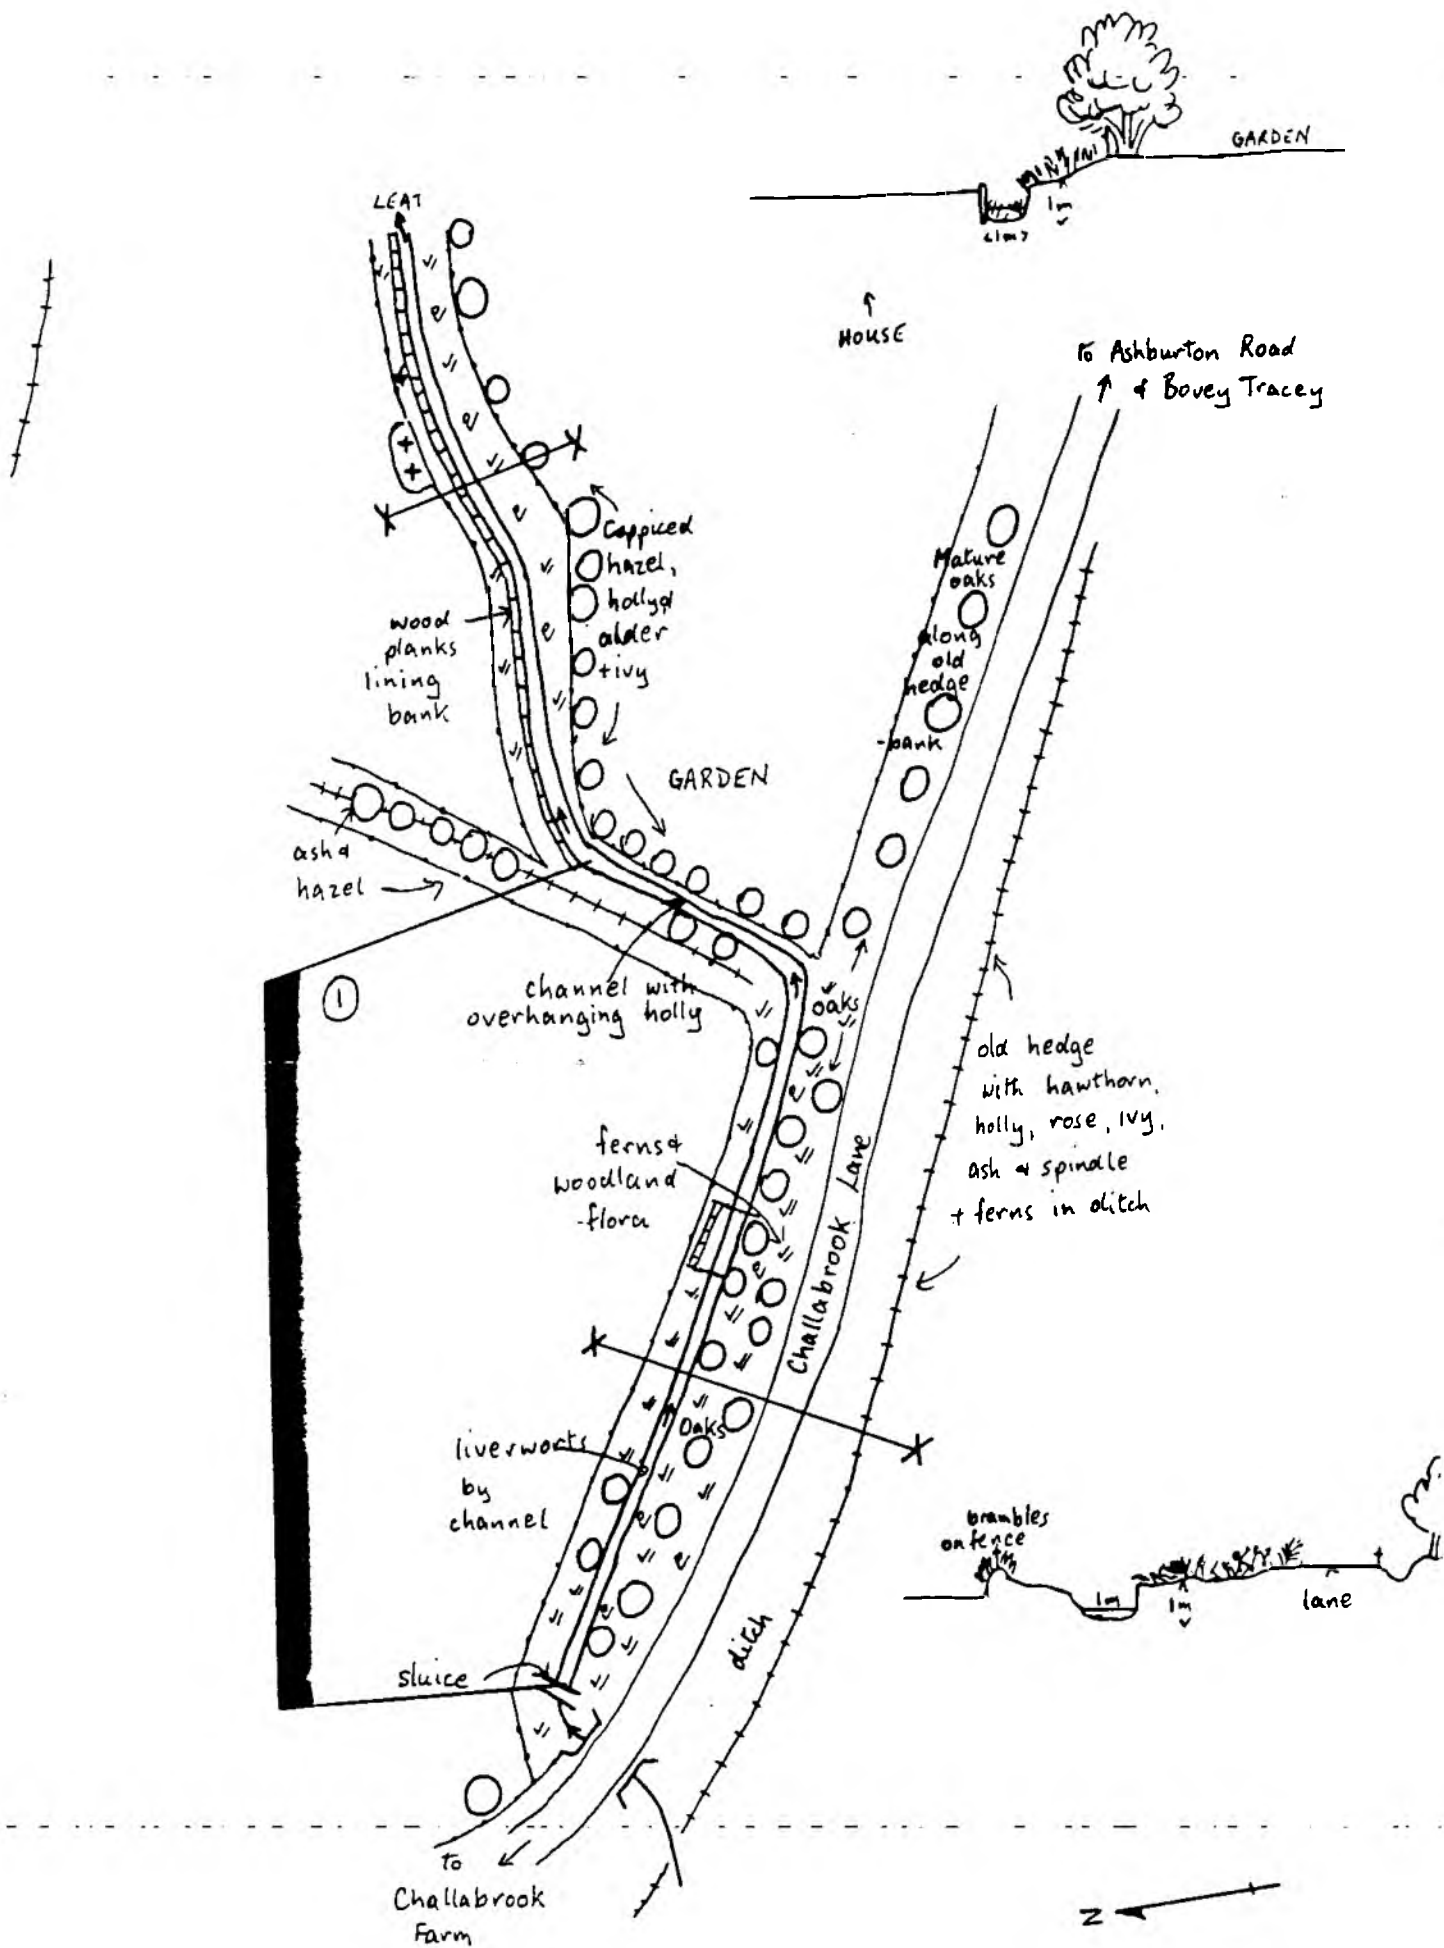 GARDEN
1m
<1m>
LEAT
HOUSE
to Ashburton Road
& Bovey Tracey
Coppiced
hazel,
holly &
alder
+ivy
Mature
oaks
along
old
hedge
-bank
wood
planks
lining
bank
GARDEN
ash &
hazel
1
channel with
overhanging holly
oaks
old hedge
with hawthorn,
holly, rose, ivy,
ash & spindle
+ ferns in ditch
ferns &
woodland
-flora
Challabrook Lane
Oaks
liverworts
by
channel
brambles
on fence
1m
1m
lane
ditch
sluice
to
Challabrook
Farm
N